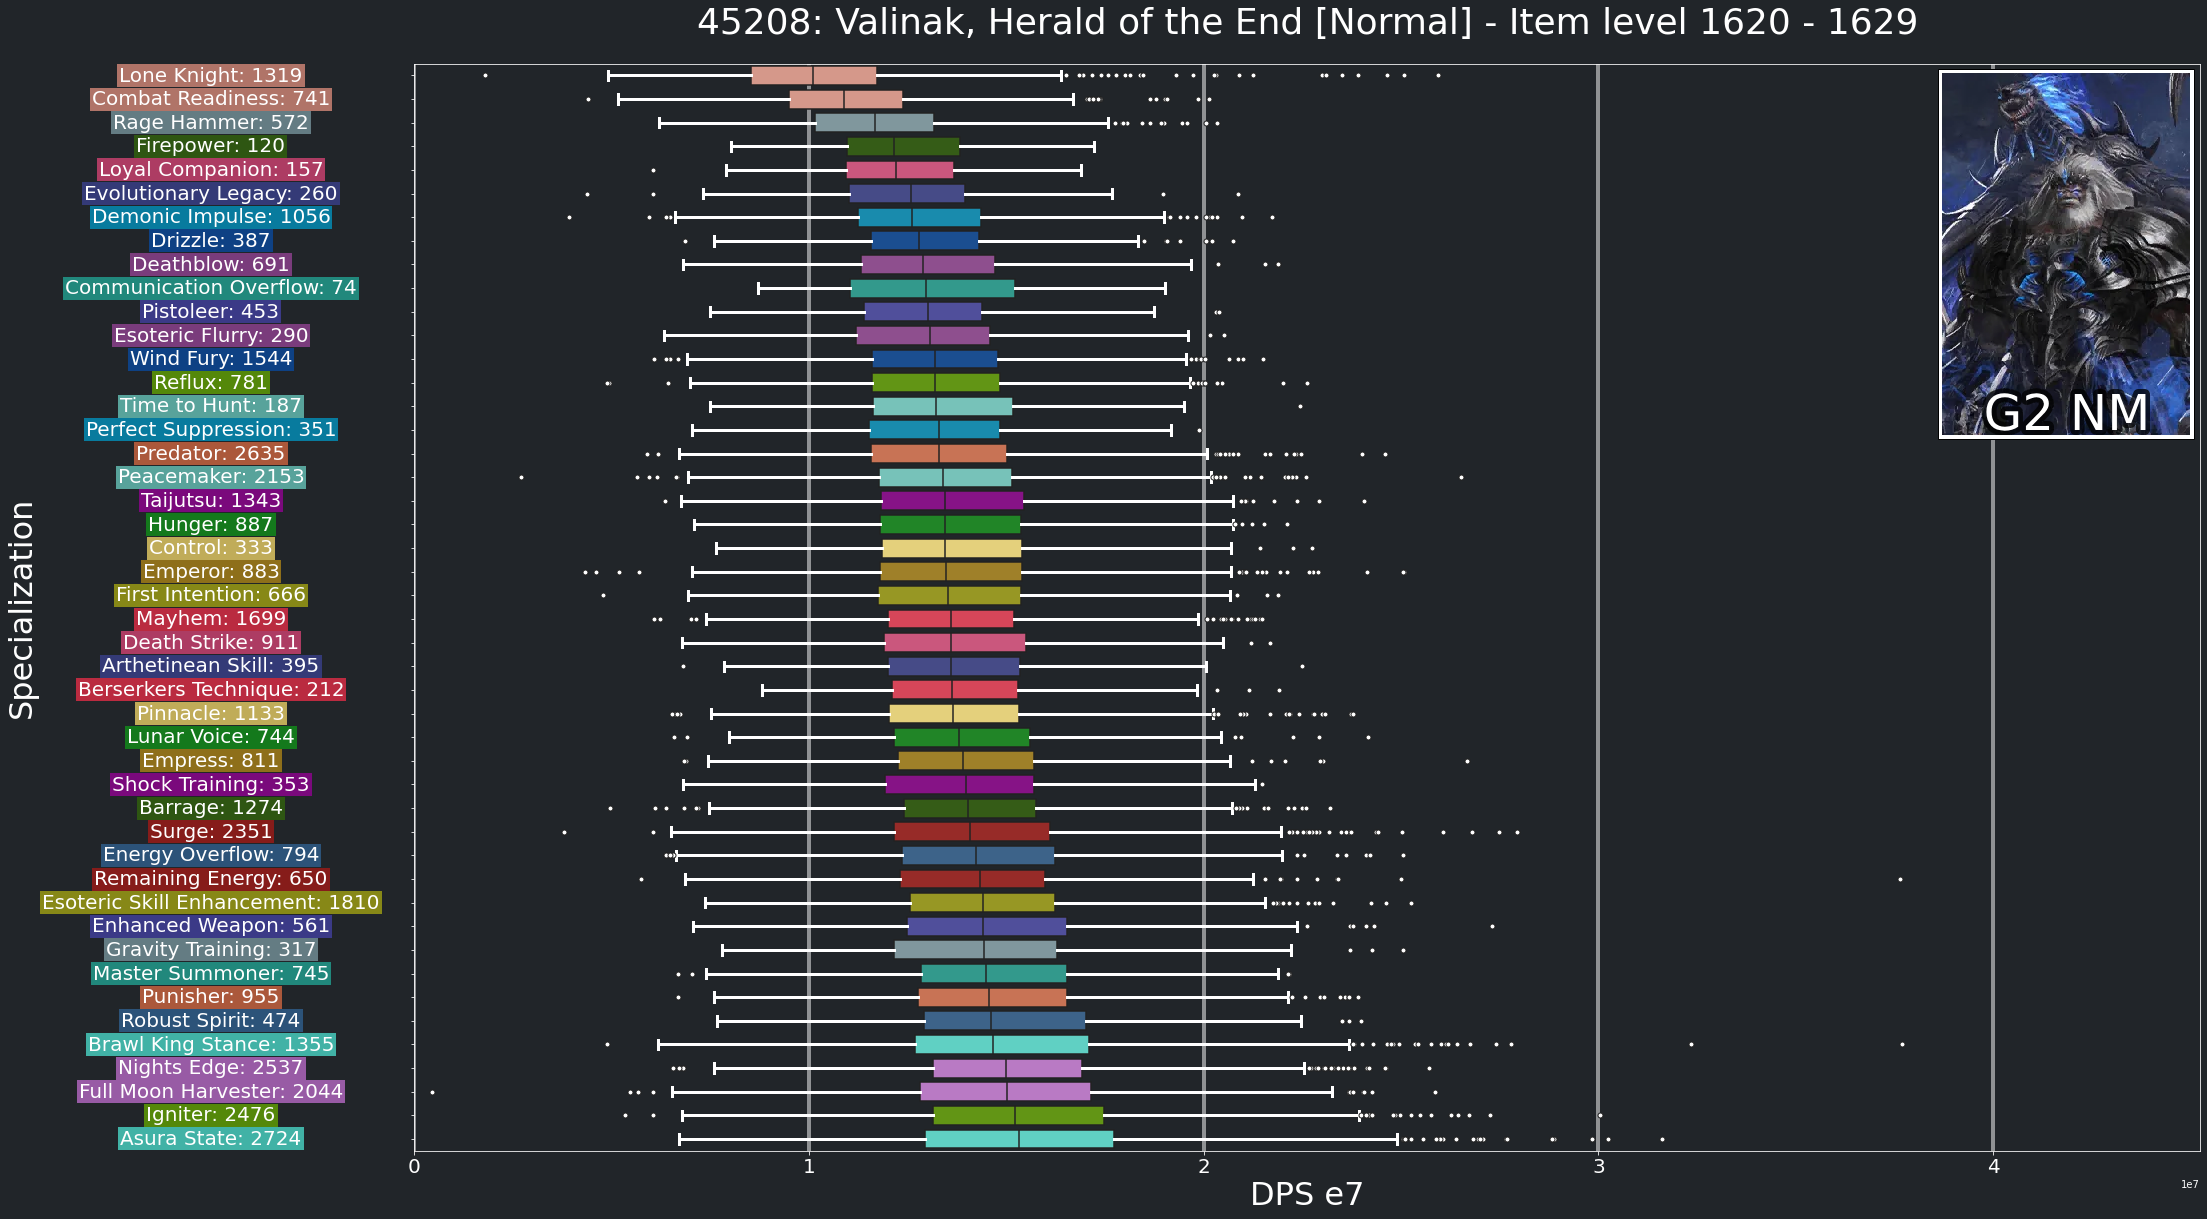 45208: Valinak, Herald of the End [Normal] - Item level 1620 - 1629
Lone Knight: 1319
Combat Readiness: 741
Rage Hammer: 572
Firepower: 120
Loyal Companion: 157
Evolutionary Legacy: 260
Demonic Impulse: 1056
Drizzle: 387
Deathblow: 691
Communication Overflow: 74
Pistoleer: 453
Esoteric Flurry: 290
Wind Fury: 1544
Reflux: 781
Time to Hunt: 187
Perfect Suppression: 351
Predator: 2635
Peacemaker: 2153
Taijutsu: 1343
Hunger: 887
Control: 333
Emperor: 883
First Intention: 666
Mayhem: 1699
Death Strike: 911
Arthetinean Skill: 395
Berserkers Technique: 212
Pinnacle: 1133
Lunar Voice: 744
Empress: 811
Shock Training: 353
Barrage: 1274
Surge: 2351
Energy Overflow: 794
Remaining Energy: 650
Esoteric Skill Enhancement: 1810
Enhanced Weapon: 561
Gravity Training: 317
Master Summoner: 745
Punisher: 955
Robust Spirit: 474
Brawl King Stance: 1355
Nights Edge: 2537
Full Moon Harvester: 2044
Igniter: 2476
Asura State: 2724
Specialization
G2 NM
0 1 2 3 4
DPS e7
1e7